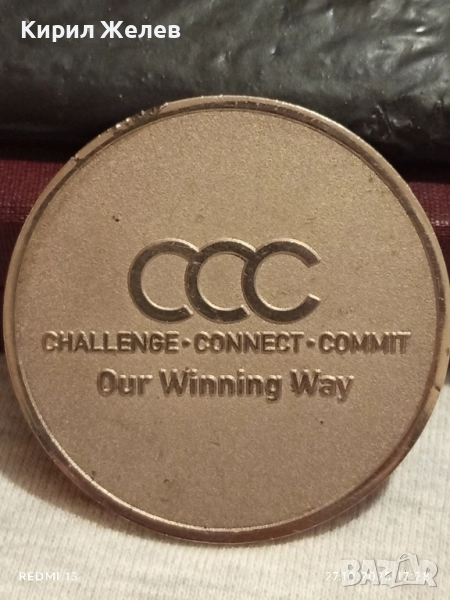 Кирил Желев
CCC
CHALLENGE·CONNECT·COMMIT
Our Winning Way
REDMI 13